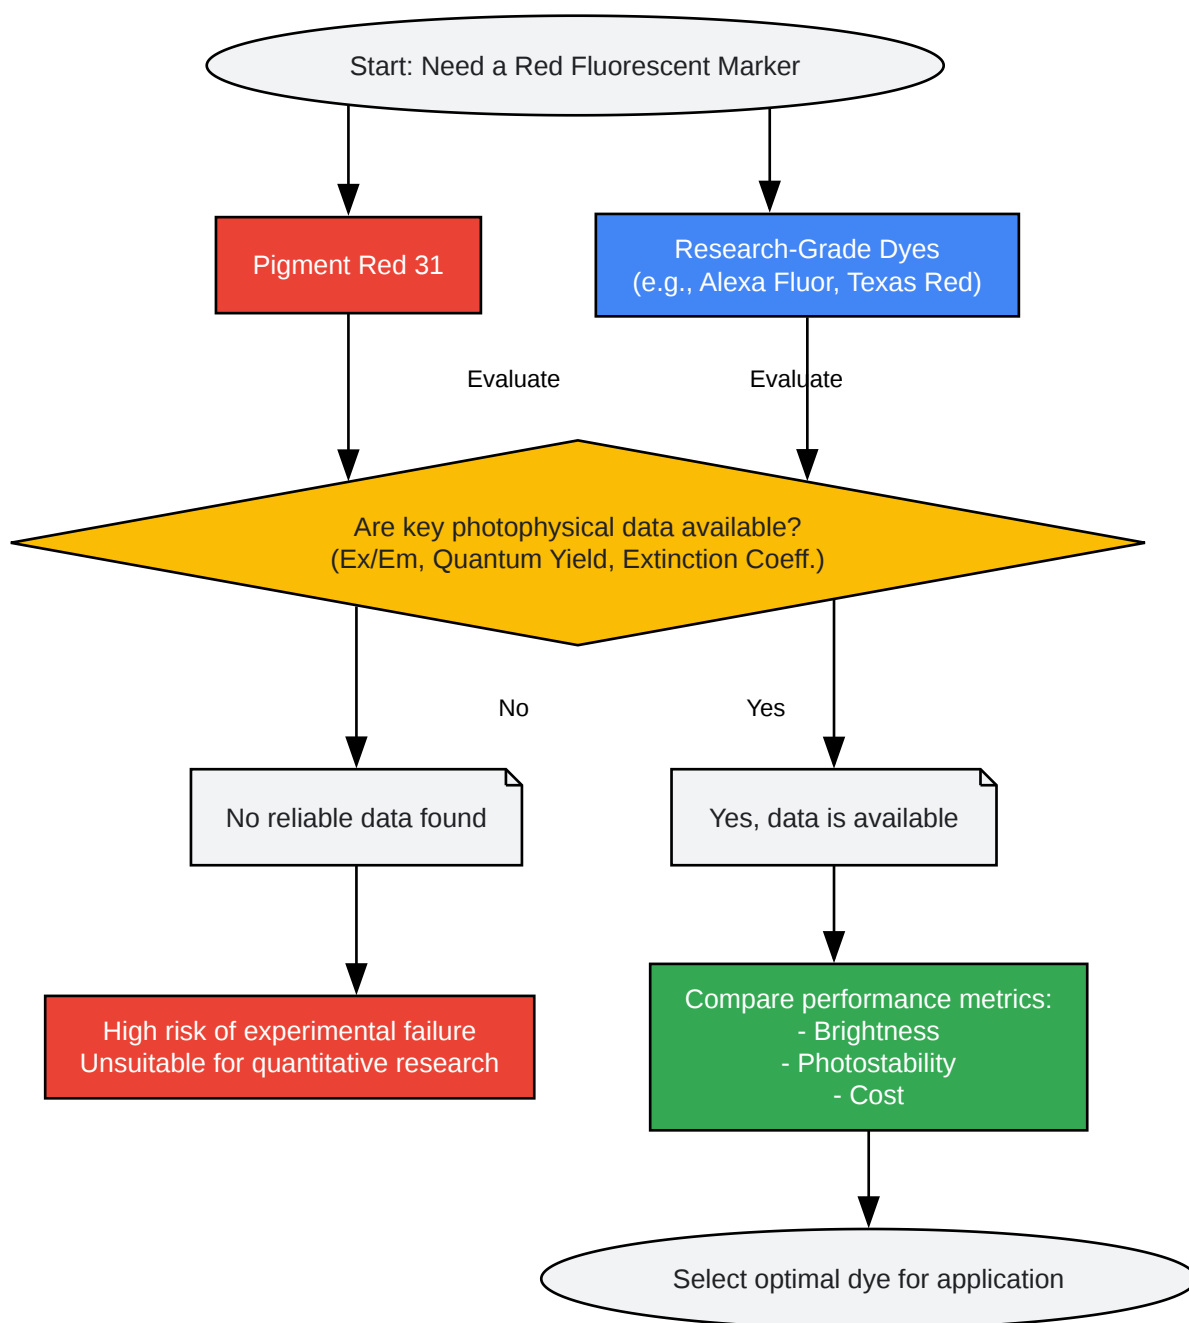 Start: Need a Red Fluorescent Marker
Pigment Red 31
Research-Grade Dyes
(e.g., Alexa Fluor, Texas Red)
Evaluate
Evaluate
Are key photophysical data available?
(Ex/Em, Quantum Yield, Extinction Coeff.)
No
Yes
No reliable data found
Yes, data is available
High risk of experimental failure
Unsuitable for quantitative research
Compare performance metrics:
- Brightness
- Photostability
- Cost
Select optimal dye for application